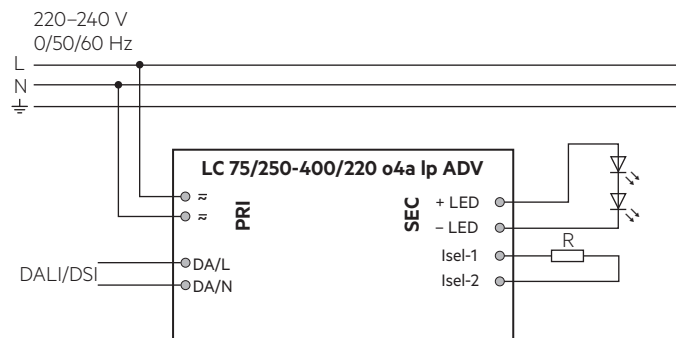 220–240 V
0/50/60 Hz
L
N
LC 75/250-400/220 o4a lp ADV
PRI
SEC
+ LED
– LED
Isel-1
R
Isel-2
DALI/DSI
DA/L
DA/N